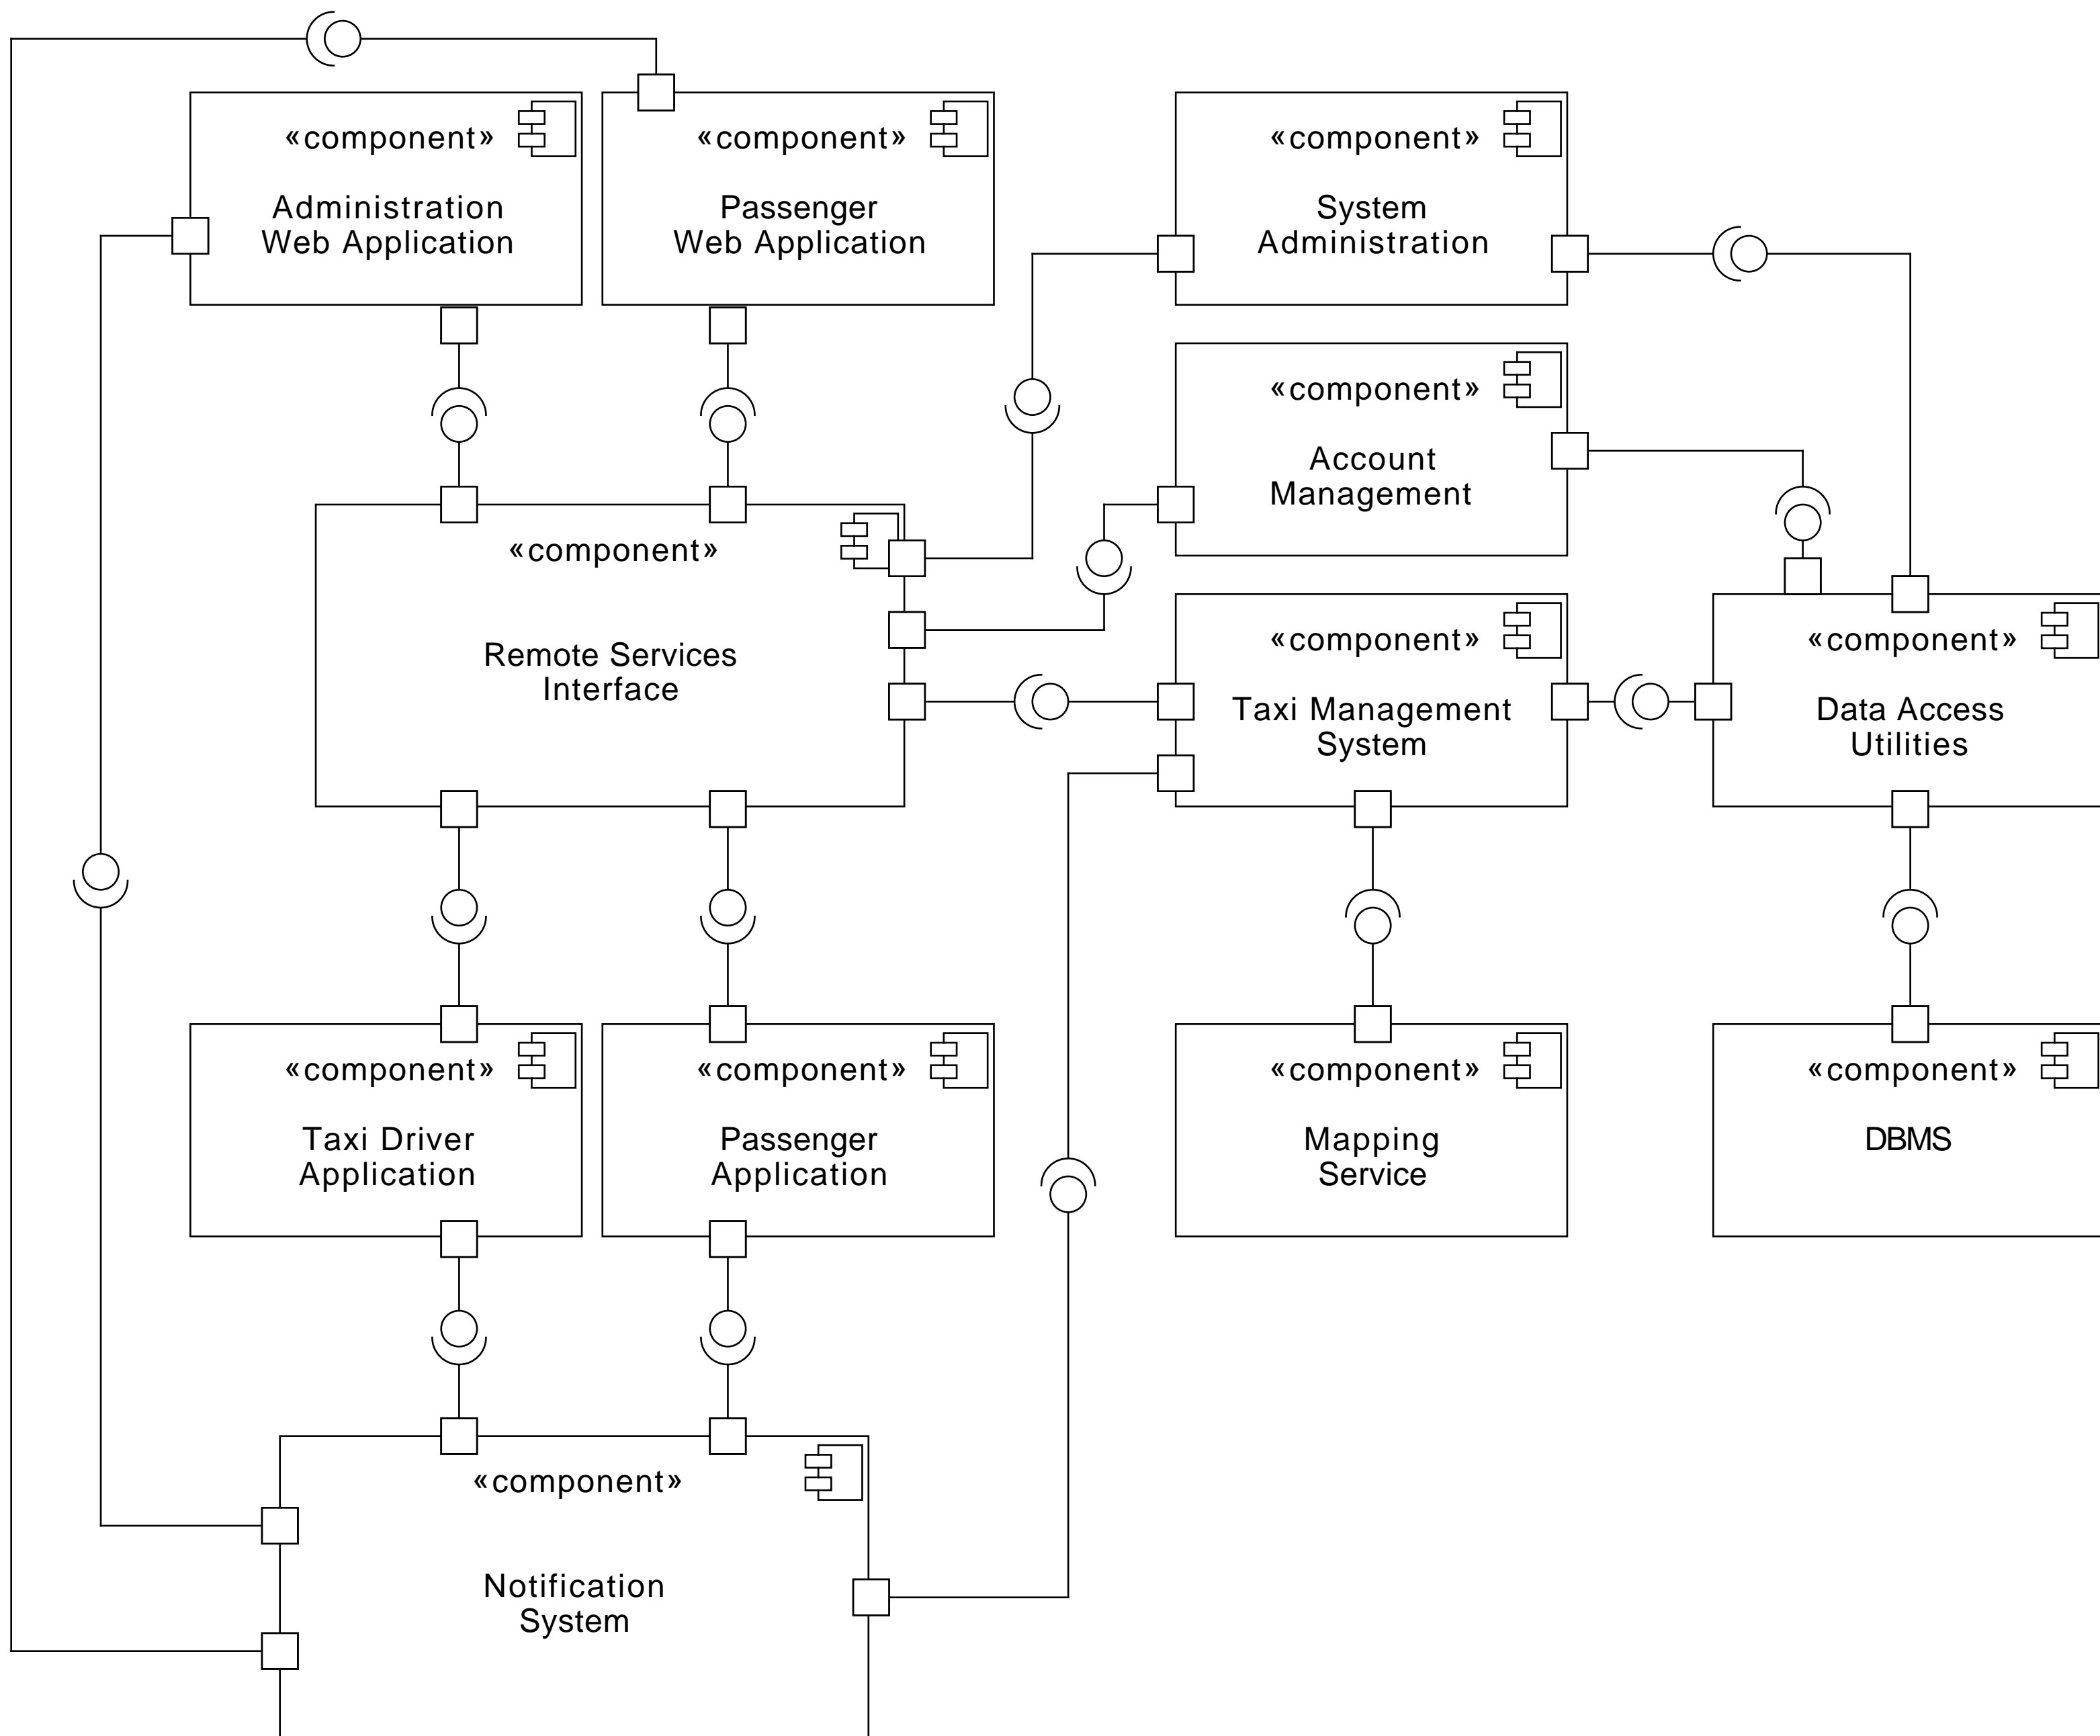 «component»
Administration
Web Application
«component»
Passenger
Web Application
«component»
System
Administration
«component»
Account
Management
«component»
Remote Services
Interface
«component»
Taxi Management
System
«component»
Data Access
Utilities
«component»
Taxi Driver
Application
«component»
Passenger
Application
«component»
Mapping
Service
«component»
DBMS
«component»
Notification
System